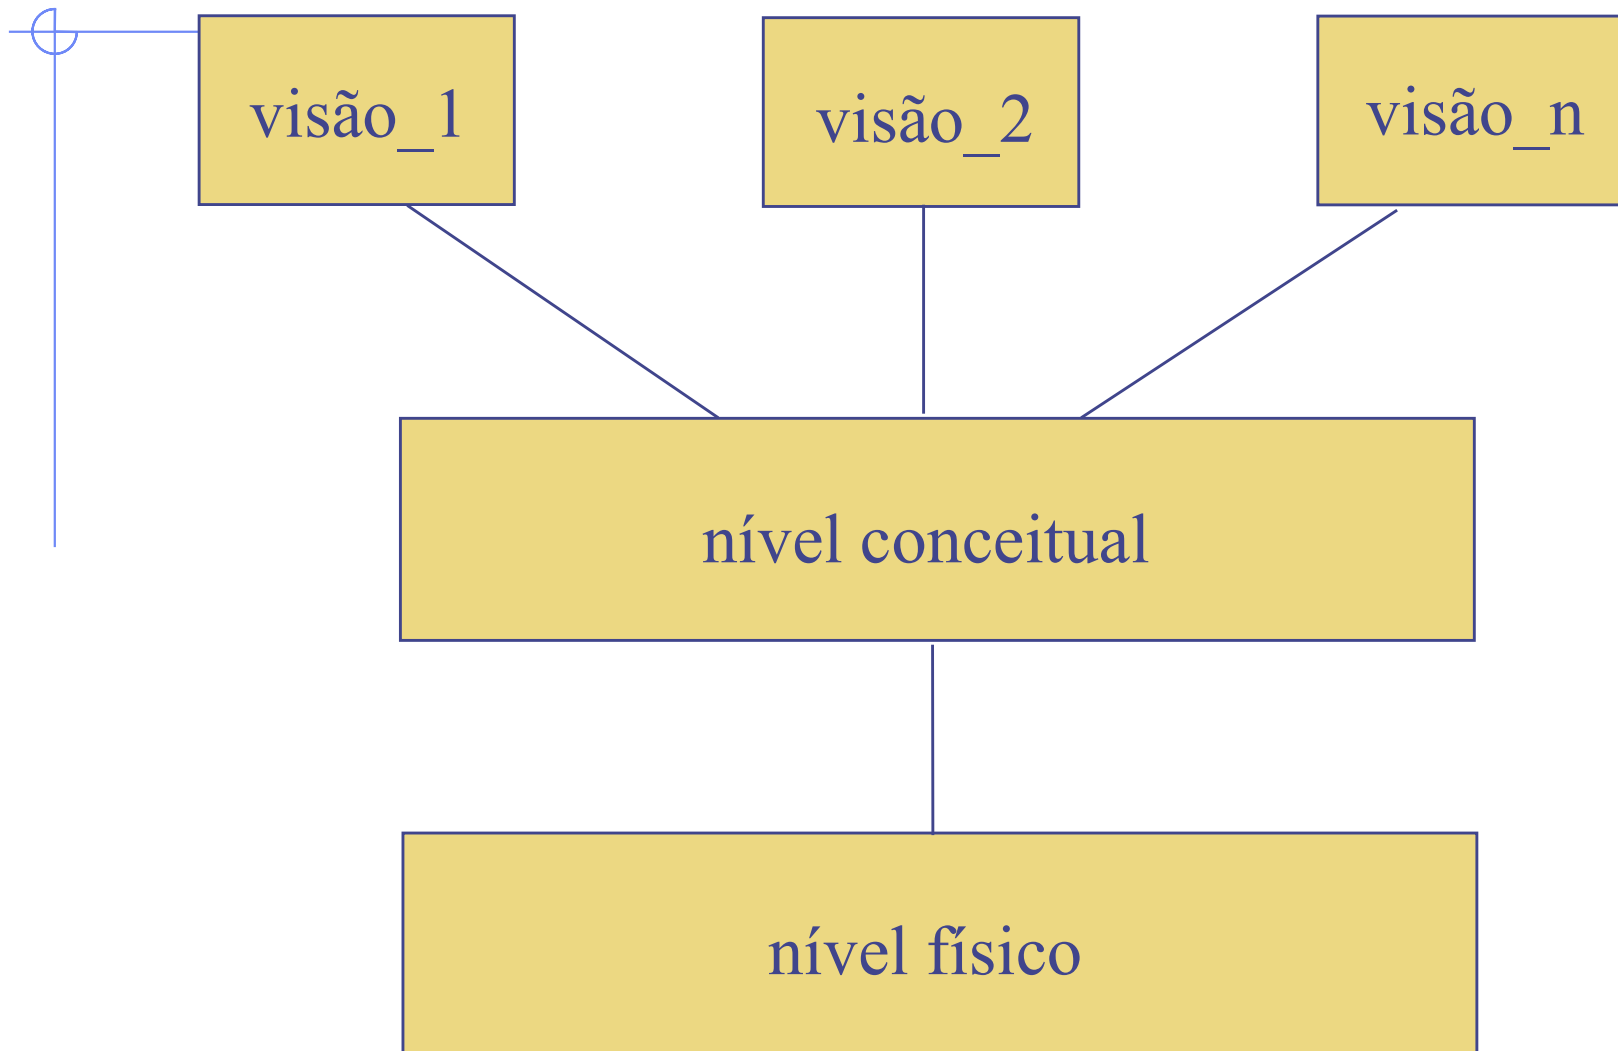 visão_1
visão_2
visão_n
nível conceitual
nível físico